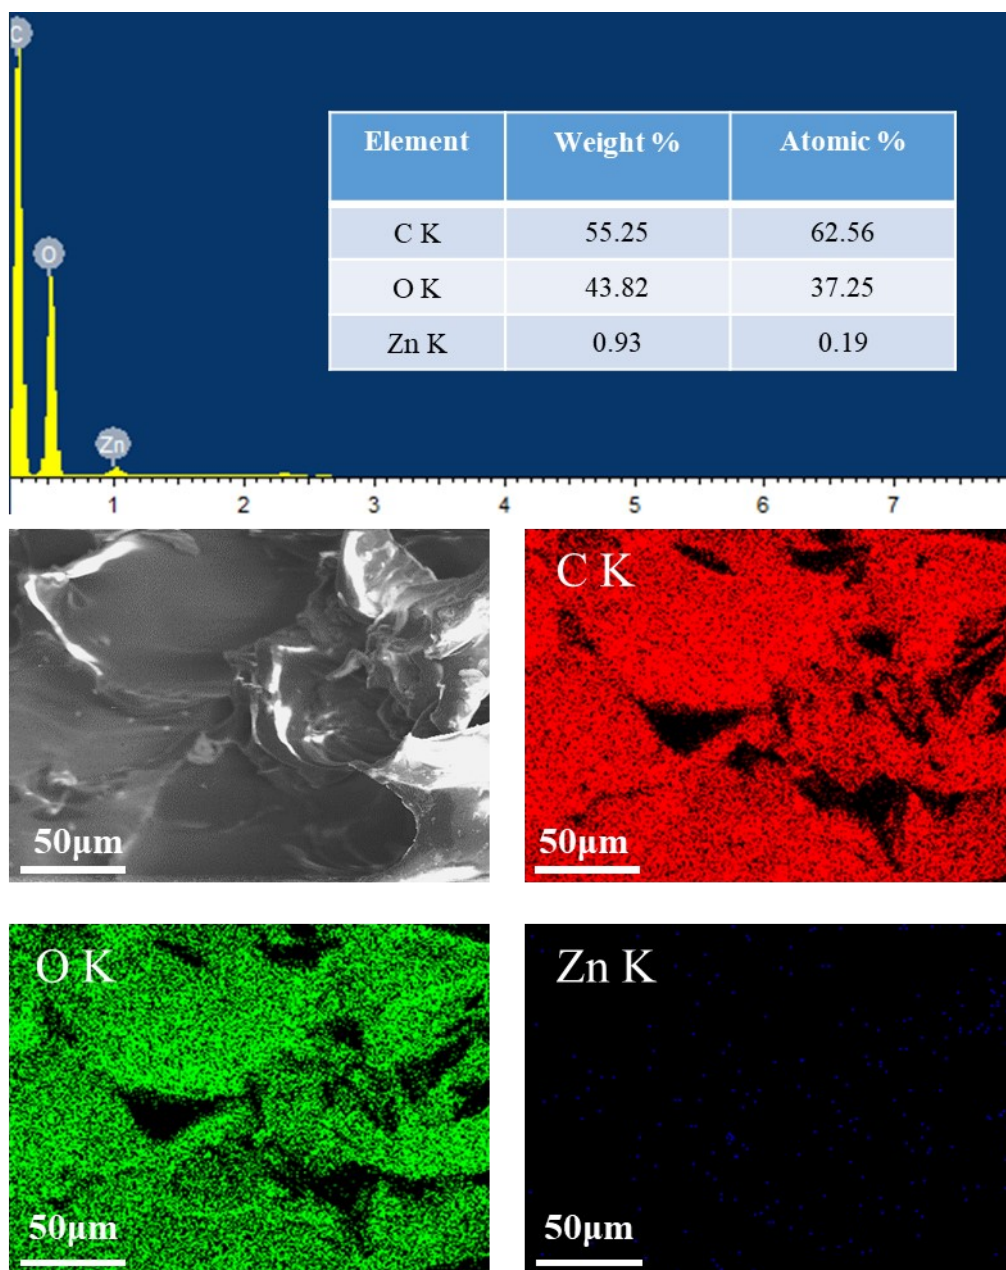 C
O
Zn
Element Weight % Atomic %
C K 55.25 62.56
O K 43.82 37.25
Zn K 0.93 0.19
1 2 3 4 5 6 7
50μm
C K
50μm
O K
50μm
Zn K
50μm